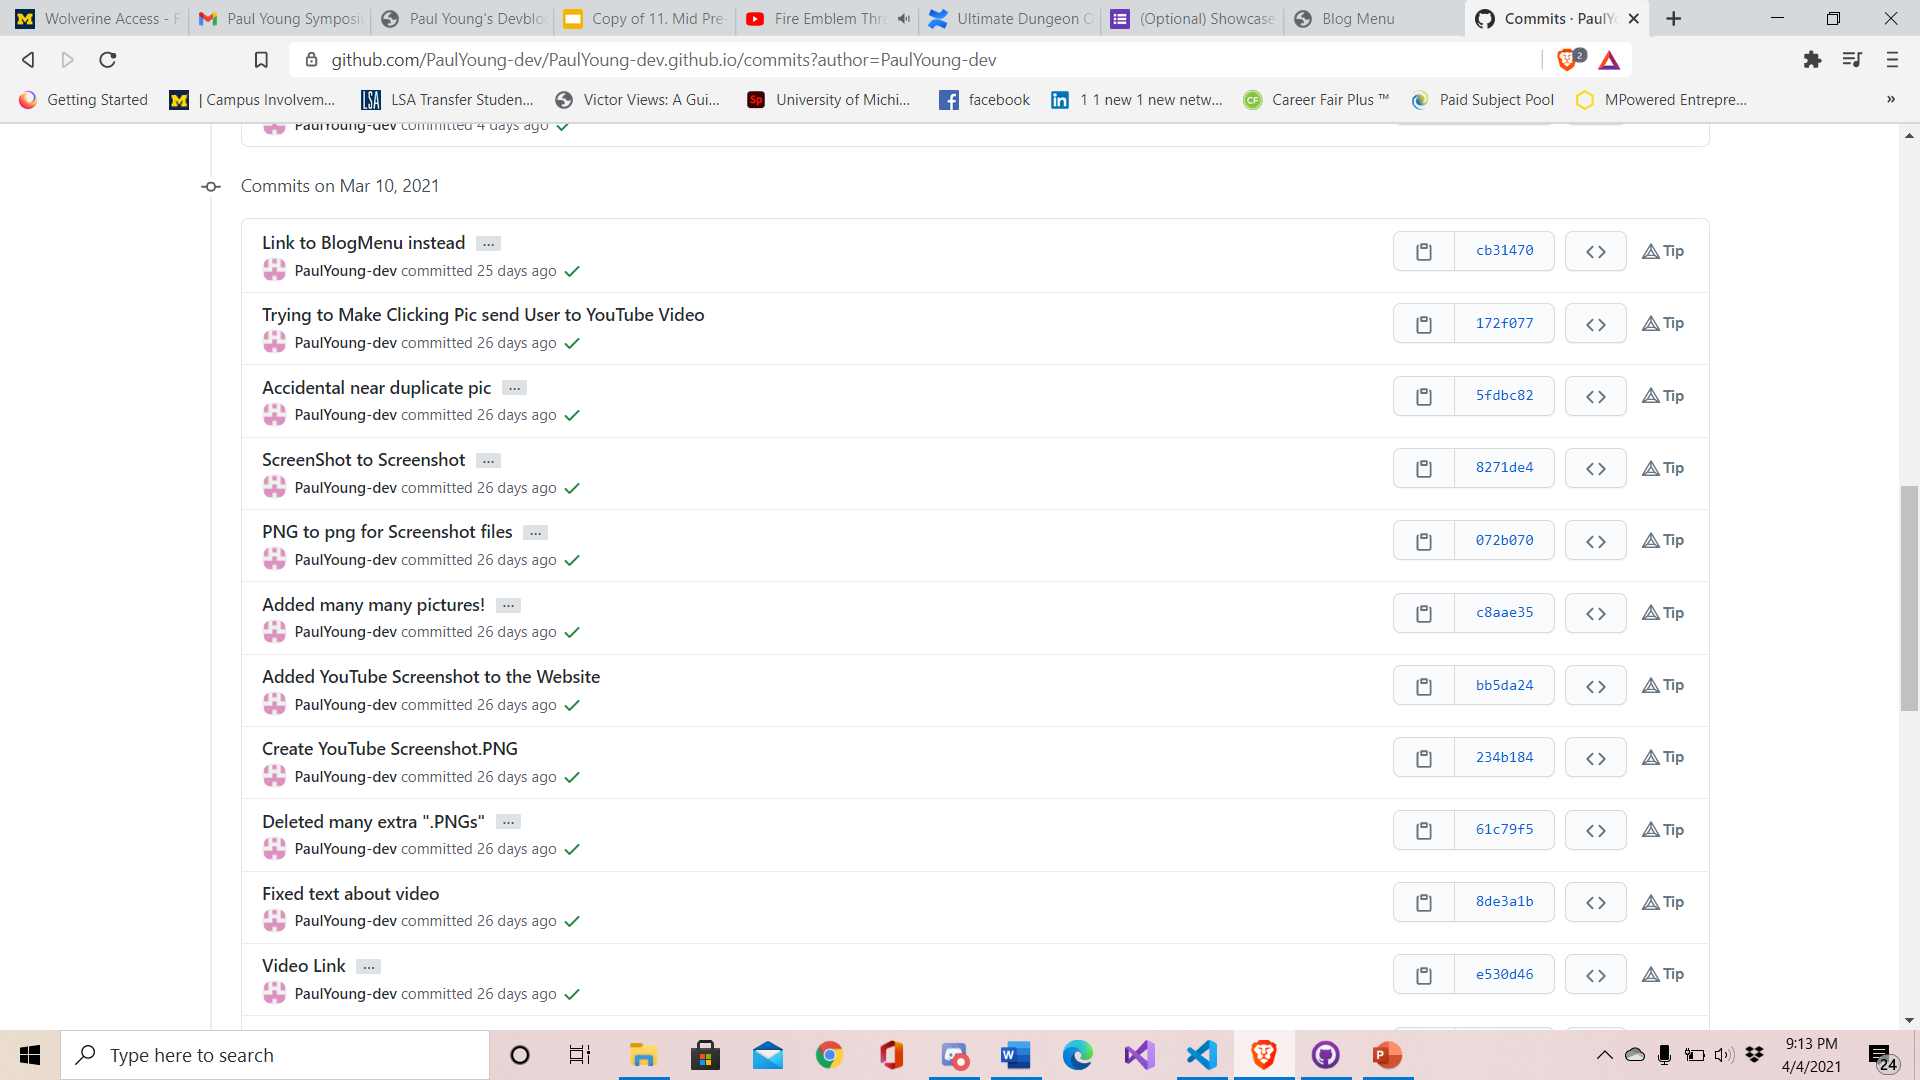 Wolverine Access - F
Paul Young Symposi
Paul Young's Devblo
Copy of 11. Mid Pre-
Fire Emblem Thre
Ultimate Dungeon O
(Optional) Showcase
Blog Menu
Commits · PaulYo
github.com/PaulYoung-dev/PaulYoung-dev.github.io/commits?author=PaulYoung-dev
2
Getting Started
| Campus Involvem...
LSA Transfer Studen...
Victor Views: A Gui...
University of Michi...
facebook
1 1 new 1 new netw...
Career Fair Plus ™
Paid Subject Pool
MPowered Entrepre...
»
PaulYoung-dev committed 4 days ago
Commits on Mar 10, 2021
Link to BlogMenu instead ...
PaulYoung-dev committed 25 days ago
cb31470
Tip
Trying to Make Clicking Pic send User to YouTube Video
PaulYoung-dev committed 26 days ago
172f077
Tip
Accidental near duplicate pic ...
PaulYoung-dev committed 26 days ago
5fdbc82
Tip
ScreenShot to Screenshot ...
PaulYoung-dev committed 26 days ago
8271de4
Tip
PNG to png for Screenshot files ...
PaulYoung-dev committed 26 days ago
072b070
Tip
Added many many pictures! ...
PaulYoung-dev committed 26 days ago
c8aae35
Tip
Added YouTube Screenshot to the Website
PaulYoung-dev committed 26 days ago
bb5da24
Tip
Create YouTube Screenshot.PNG
PaulYoung-dev committed 26 days ago
234b184
Tip
Deleted many extra ".PNGs" ...
PaulYoung-dev committed 26 days ago
61c79f5
Tip
Fixed text about video
PaulYoung-dev committed 26 days ago
8de3a1b
Tip
Video Link ...
PaulYoung-dev committed 26 days ago
e530d46
Tip
Type here to search
9:13 PM
4/4/2021
24